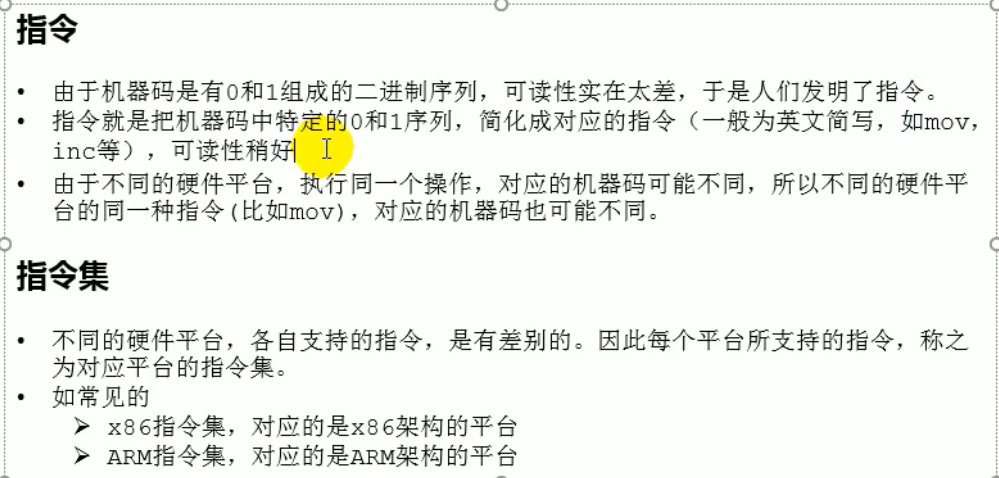 指令
• 由于机器码是有0和1组成的二进制序列，可读性实在太差，于是人们发明了指令。
• 指令就是把机器码中特定的0和1序列，简化成对应的指令（一般为英文简写，如mov，
inc等），可读性稍好
• 由于不同的硬件平台，执行同一个操作，对应的机器码可能不同，所以不同的硬件平
台的同一种指令(比如mov)，对应的机器码也可能不同。
指令集
• 不同的硬件平台，各自支持的指令，是有差别的。因此每个平台所支持的指令，称之
为对应平台的指令集。
• 如常见的
➢ x86指令集，对应的是x86架构的平台
➢ ARM指令集，对应的是ARM架构的平台